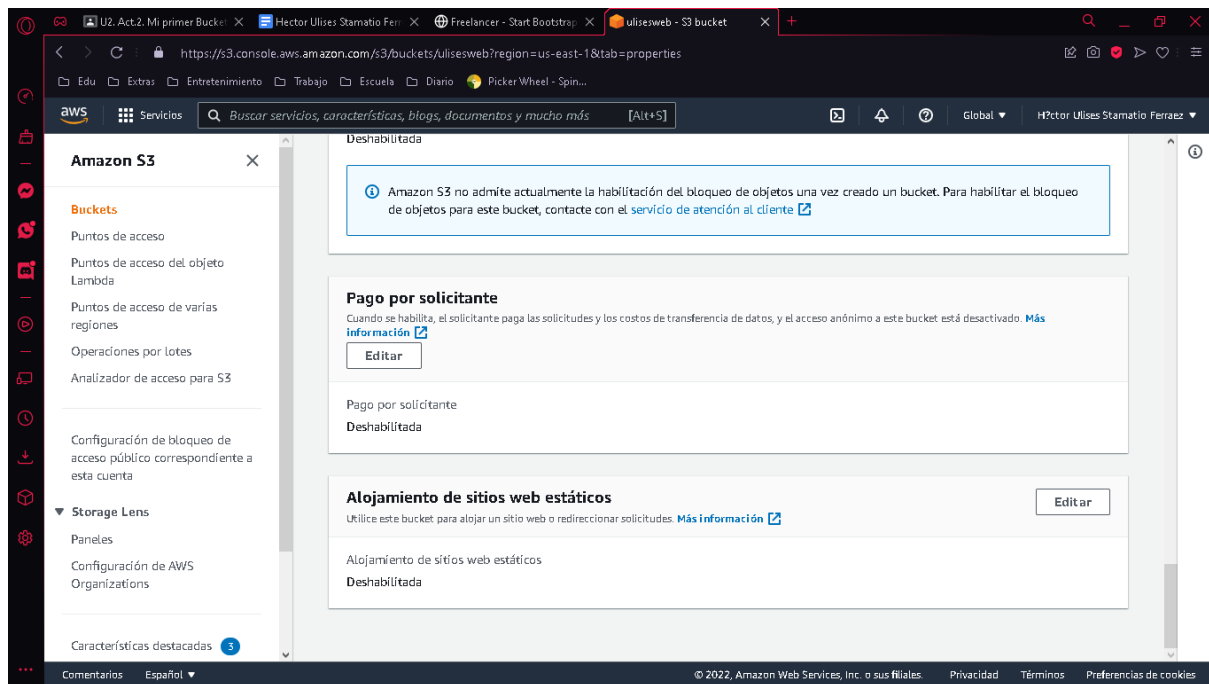 U2. Act.2. Mi primer Bucket
Hector Ulises Stamatio Ferr
Freelancer - Start Bootstrap
ulisesweb - S3 bucket
https://s3.console.aws.amazon.com/s3/buckets/ulisesweb?region=us-east-1&tab=properties
Edu
Extras
Entretenimiento
Trabajo
Escuela
Diario
Picker Wheel - Spin...
aws
Servicios
Buscar servicios, características, blogs, documentos y mucho más
[Alt+S]
Global
H?ctor Ulises Stamatio Ferraez
Amazon S3
Buckets
Puntos de acceso
Puntos de acceso del objeto
Lambda
Puntos de acceso de varias
regiones
Operaciones por lotes
Analizador de acceso para S3
Configuración de bloqueo de
acceso público correspondiente a
esta cuenta
Storage Lens
Paneles
Configuración de AWS
Organizations
Características destacadas 3
Deshabilitada
Amazon S3 no admite actualmente la habilitación del bloqueo de objetos una vez creado un bucket. Para habilitar el bloqueo
de objetos para este bucket, contacte con el servicio de atención al cliente
Pago por solicitante
Cuando se habilita, el solicitante paga las solicitudes y los costos de transferencia de datos, y el acceso anónimo a este bucket está desactivado. Más
información
Editar
Pago por solicitante
Deshabilitada
Alojamiento de sitios web estáticos
Utilice este bucket para alojar un sitio web o redireccionar solicitudes. Más información
Editar
Alojamiento de sitios web estáticos
Deshabilitada
Comentarios
Español
© 2022, Amazon Web Services, Inc. o sus filiales.
Privacidad
Términos
Preferencias de cookies